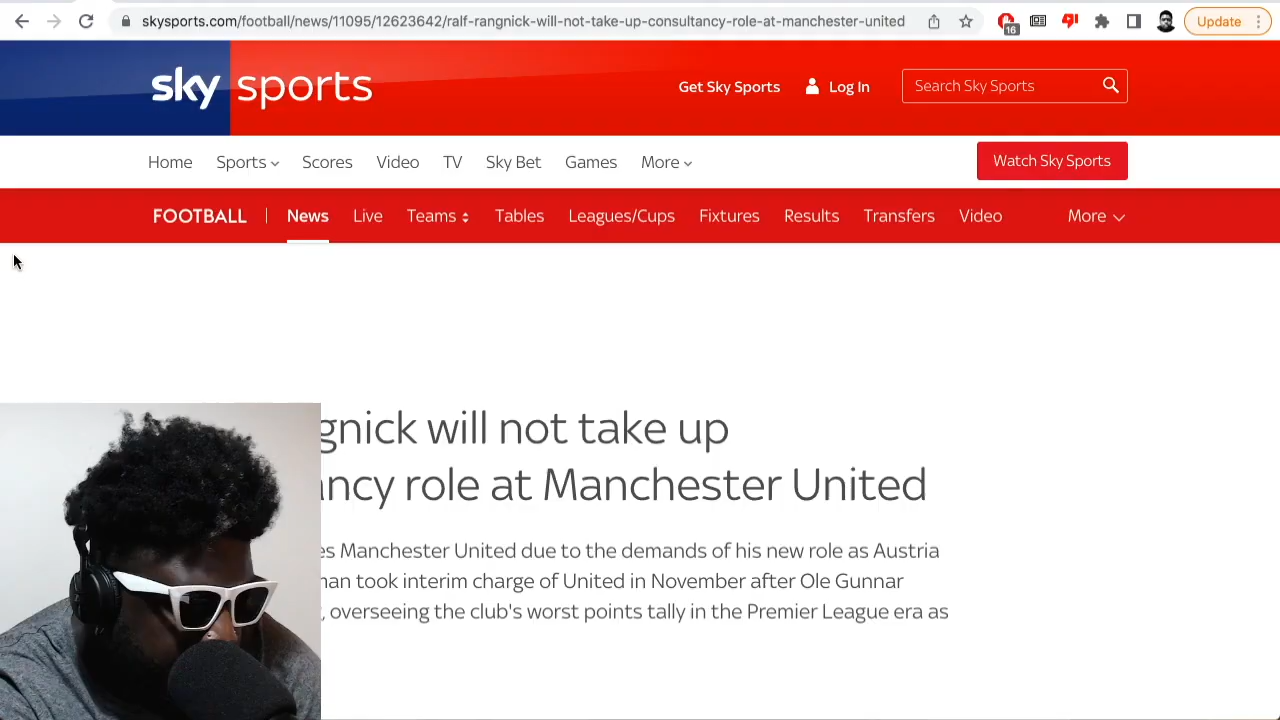 skysports.com/football/news/11095/12623642/ralf-rangnick-will-not-take-up-consultancy-role-at-manchester-united
16
Update
sky sports
Get Sky Sports
Log In
Search Sky Sports
Home Sports Scores Video TV Sky Bet Games More
Watch Sky Sports
FOOTBALL News Live Teams Tables Leagues/Cups Fixtures Results Transfers Video More
gnick will not take up
ncy role at Manchester United
es Manchester United due to the demands of his new role as Austria
an took interim charge of United in November after Ole Gunnar
, overseeing the club's worst points tally in the Premier League era as